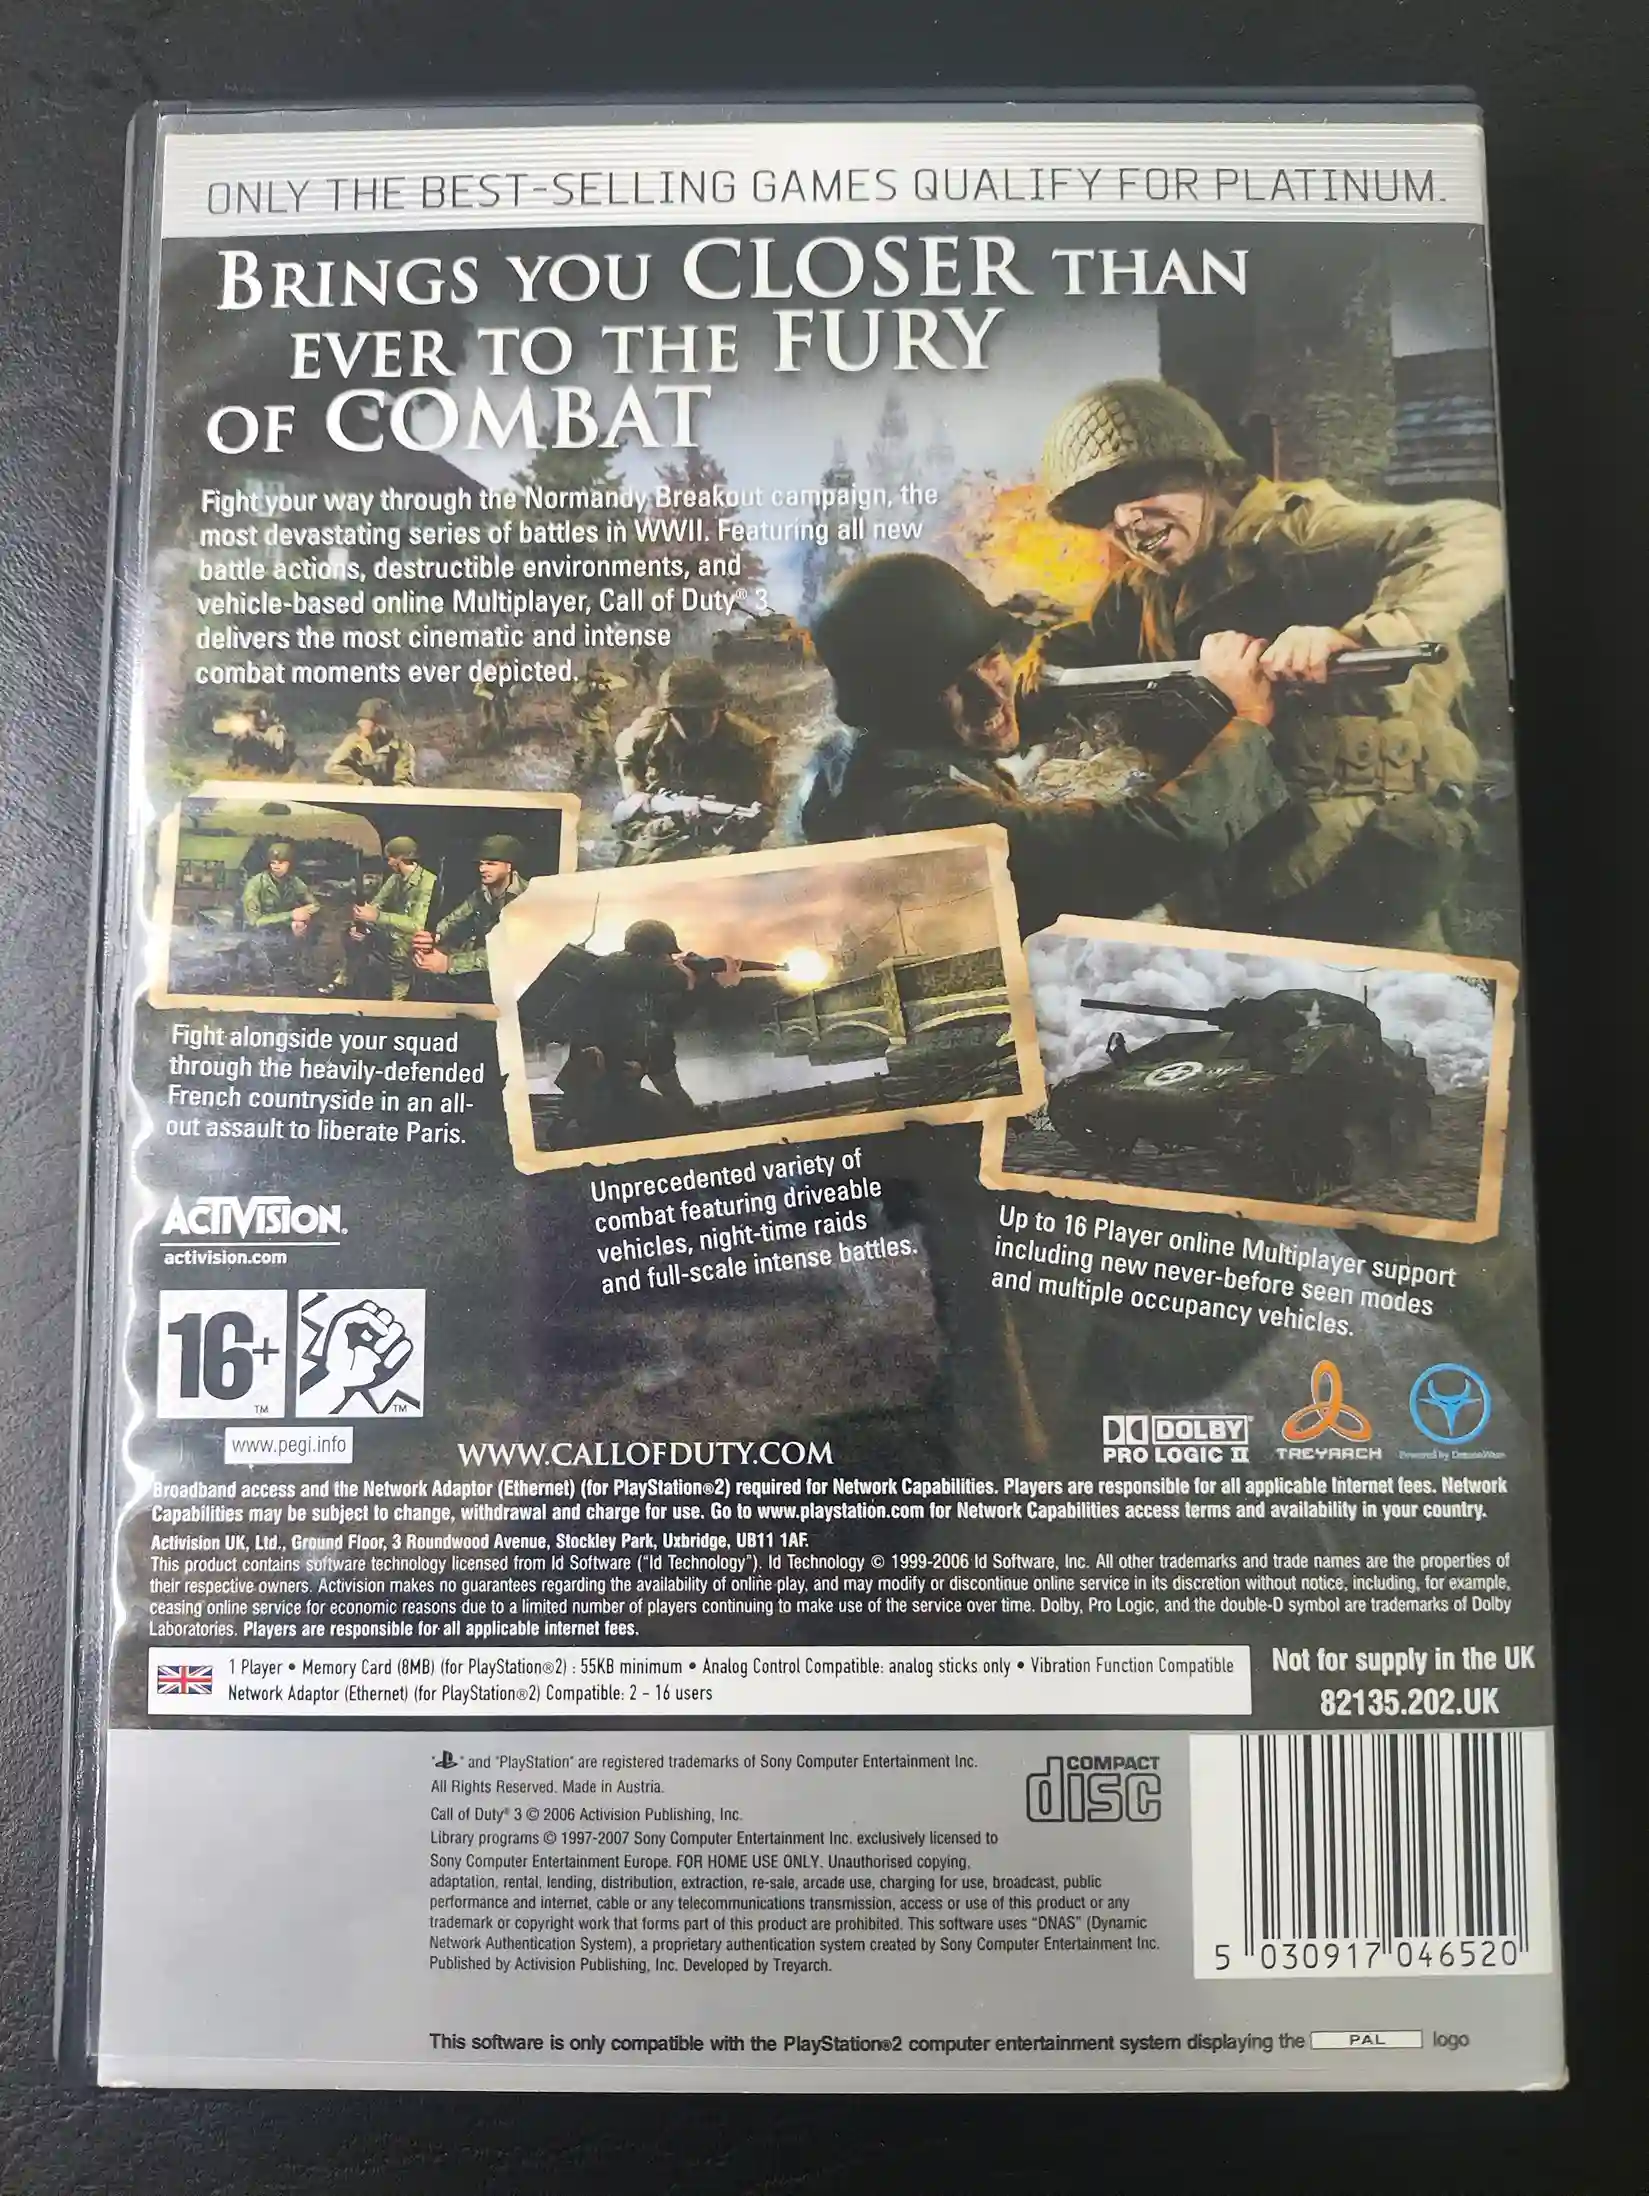 ONLY THE BEST-SELLING GAMES QUALIFY FOR PLATINUM.
BRINGS YOU CLOSER THAN
EVER TO THE FURY
OF COMBAT
Fight your way through the Normandy Breakout campaign, the
most devastating series of battles in WWII. Featuring all new
battle actions, destructible environments, and
vehicle-based online Multiplayer, Call of Duty® 3
delivers the most cinematic and intense
combat moments ever depicted.
Fight alongside your squad
through the heavily-defended
French countryside in an all-
out assault to liberate Paris.
Unprecedented variety of
combat featuring driveable
vehicles, night-time raids
and full-scale intense battles.
Up to 16 Player online Multiplayer support
including new never-before seen modes
and multiple occupancy vehicles.
ACTIVISION.
activision.com
16+
TM
TM
www.pegi.info
WWW.CALLOFDUTY.COM
DOLBY
PRO LOGIC II
TREYARCH
Powered by DemonWare
Broadband access and the Network Adaptor (Ethernet) (for PlayStation®2) required for Network Capabilities. Players are responsible for all applicable Internet fees. Network
Capabilities may be subject to change, withdrawal and charge for use. Go to www.playstation.com for Network Capabilities access terms and availability in your country.
Activision UK, Ltd., Ground Floor, 3 Roundwood Avenue, Stockley Park, Uxbridge, UB11 1AF.
This product contains software technology licensed from Id Software ("Id Technology"). Id Technology © 1999-2006 Id Software, Inc. All other trademarks and trade names are the properties of
their respective owners. Activision makes no guarantees regarding the availability of online play, and may modify or discontinue online service in its discretion without notice, including, for example,
ceasing online service for economic reasons due to a limited number of players continuing to make use of the service over time. Dolby, Pro Logic, and the double-D symbol are trademarks of Dolby
Laboratories. Players are responsible for all applicable Internet fees.
1 Player • Memory Card (8MB) (for PlayStation®2) : 55KB minimum • Analog Control Compatible: analog sticks only • Vibration Function Compatible
Network Adaptor (Ethernet) (for PlayStation®2) Compatible: 2 - 16 users
Not for supply in the UK
82135.202.UK
" " and "PlayStation" are registered trademarks of Sony Computer Entertainment Inc.
All Rights Reserved. Made in Austria.
Call of Duty® 3 © 2006 Activision Publishing, Inc.
Library programs © 1997-2007 Sony Computer Entertainment Inc. exclusively licensed to
Sony Computer Entertainment Europe. FOR HOME USE ONLY. Unauthorised copying,
adaptation, rental, lending, distribution, extraction, re-sale, arcade use, charging for use, broadcast, public
performance and internet, cable or any telecommunications transmission, access or use of this product or any
trademark or copyright work that forms part of this product are prohibited. This software uses "DNAS" (Dynamic
Network Authentication System), a proprietary authentication system created by Sony Computer Entertainment Inc.
Published by Activision Publishing, Inc. Developed by Treyarch.
COMPACT
disc
5 030917 046520
This software is only compatible with the PlayStation®2 computer entertainment system displaying the PAL logo